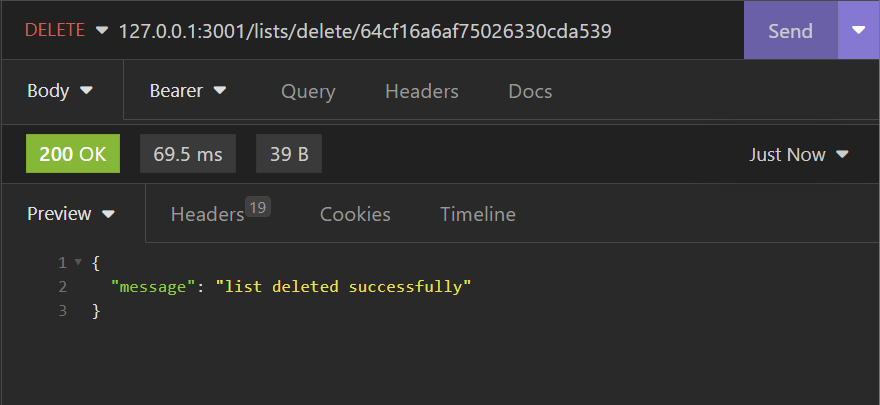 DELETE 127.0.0.1:3001/lists/delete/64cf16a6af75026330cda539 Send
Body Bearer Query Headers Docs
200 OK 69.5 ms 39 B Just Now
Preview Headers 19 Cookies Timeline
1 {
2 "message": "list deleted successfully"
3 }